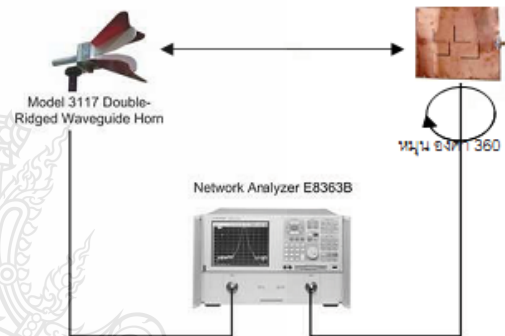 Model 3117 Double-
Ridged Waveguide Horn
หมุน องศา 360
Network Analyzer E8363B